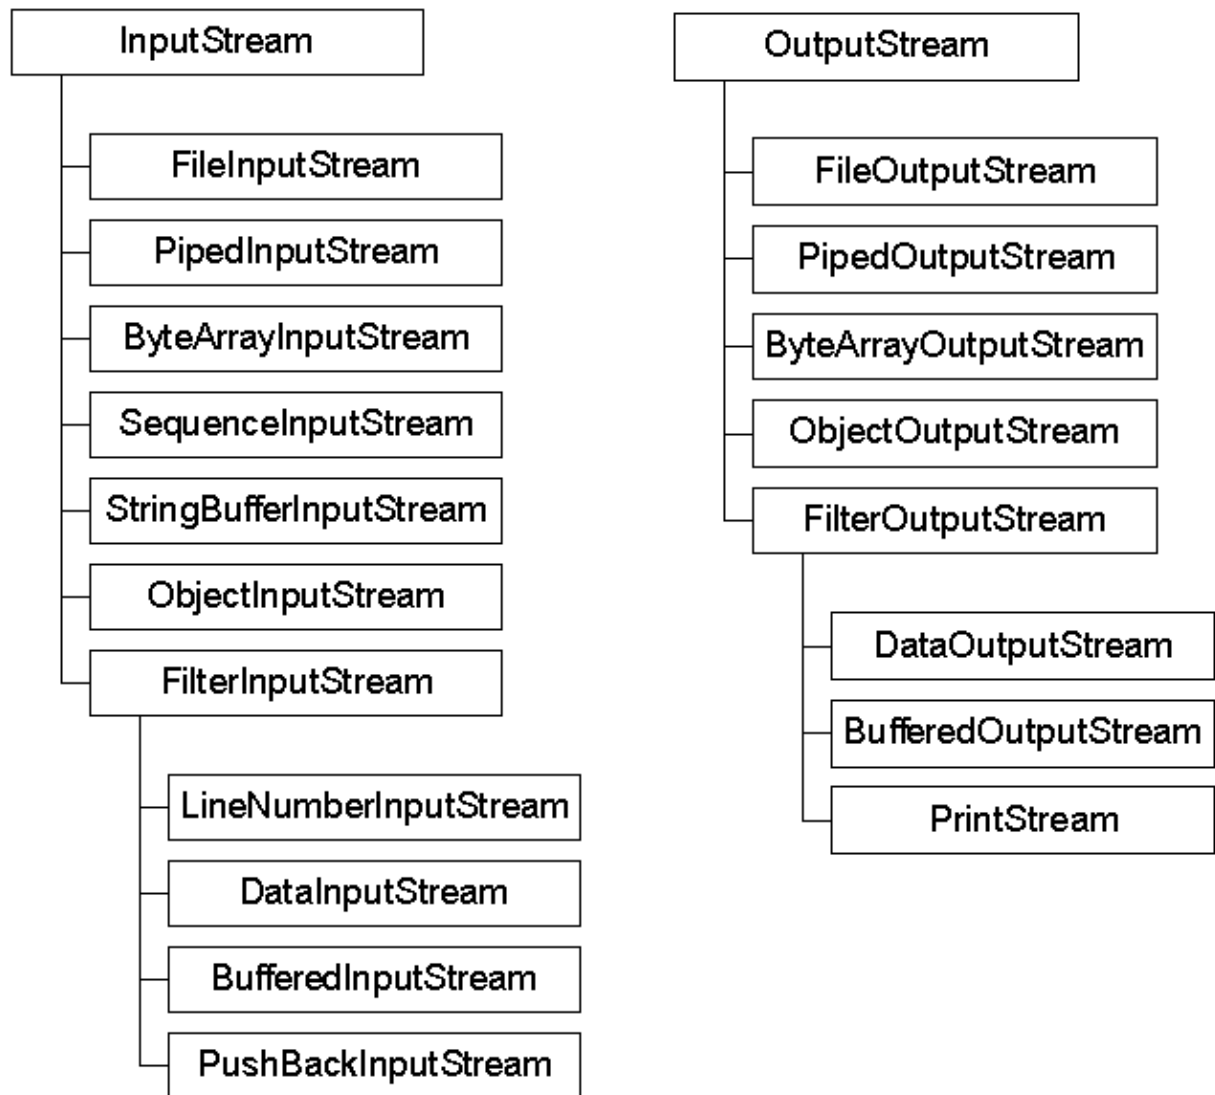 InputStream
FileInputStream
PipedInputStream
ByteArrayInputStream
SequenceInputStream
StringBufferInputStream
ObjectInputStream
FilterInputStream
LineNumberInputStream
DataInputStream
BufferedInputStream
PushBackInputStream
OutputStream
FileOutputStream
PipedOutputStream
ByteArrayOutputStream
ObjectOutputStream
FilterOutputStream
DataOutputStream
BufferedOutputStream
PrintStream